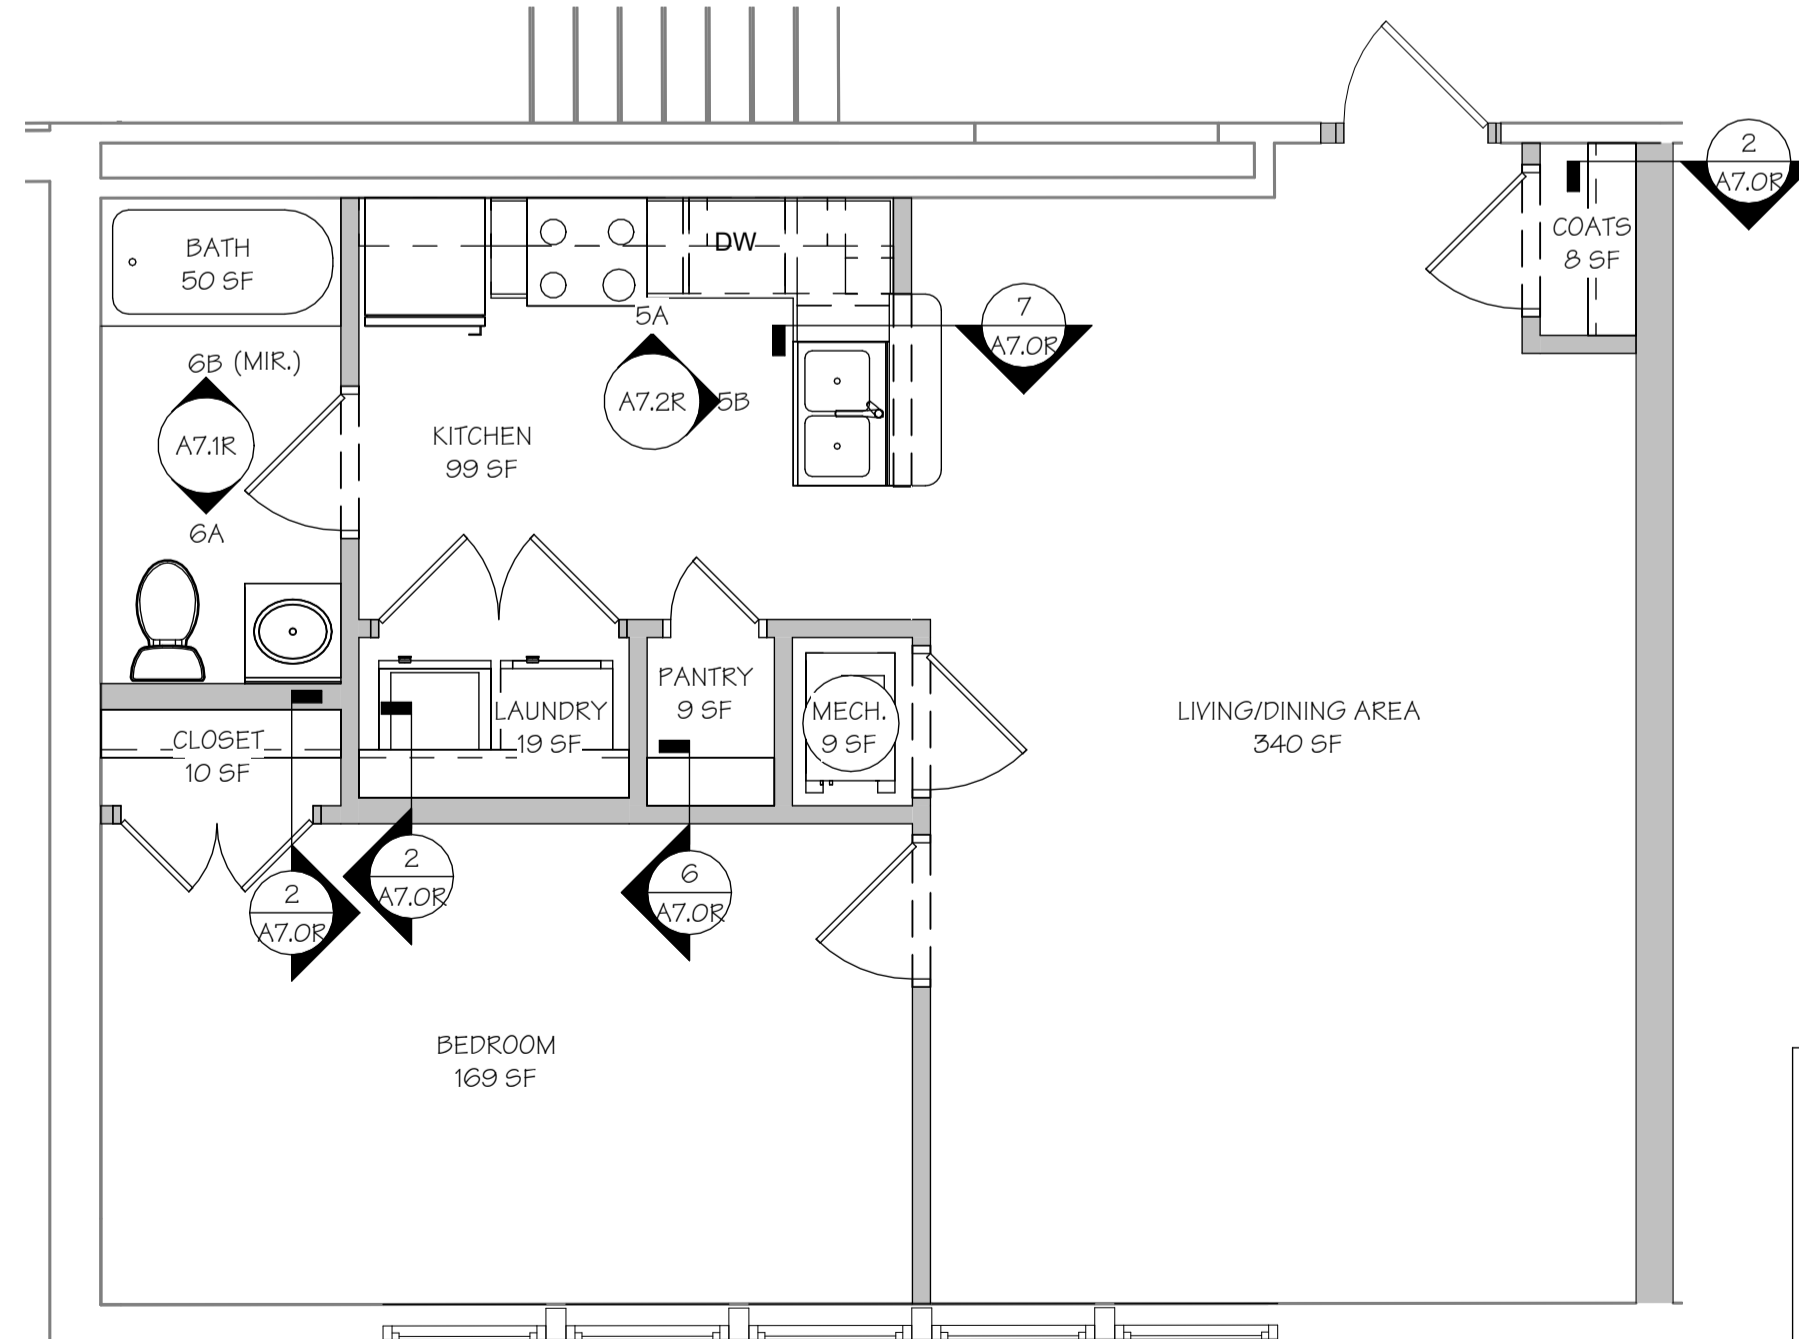 2
A7.0R
COATS
8 SF
BATH
50 SF
DW
5A
7
A7.0R
6B (MIR.)
A7.2R
5B
A7.1R
KITCHEN
99 SF
6A
PANTRY
9 SF
LAUNDRY
19 SF
MECH.
9 SF
LIVING/DINING AREA
340 SF
CLOSET
10 SF
2
A7.0R
2
A7.0R
6
A7.0R
BEDROOM
169 SF